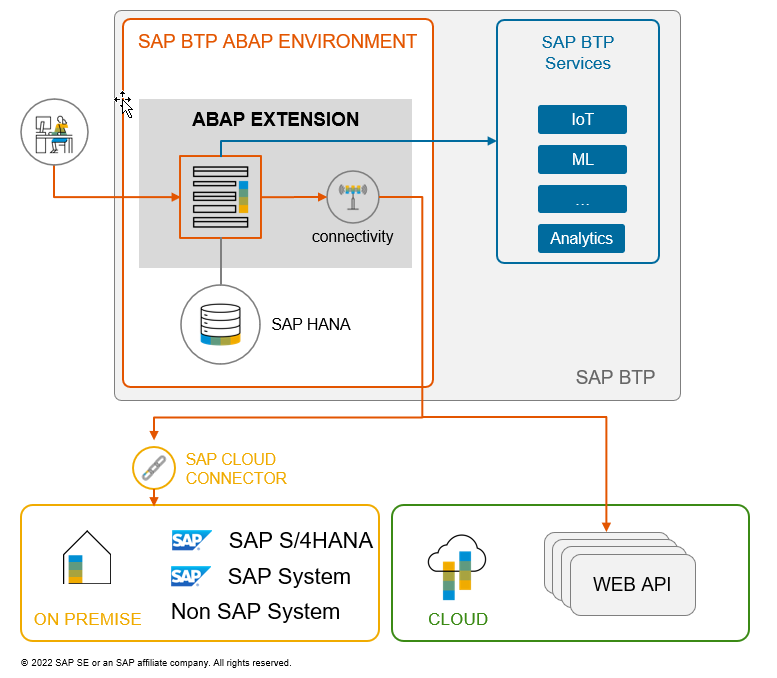 SAP BTP ABAP ENVIRONMENT
SAP BTP
Services
ABAP EXTENSION
IoT
ML
...
Analytics
connectivity
SAP HANA
SAP BTP
SAP CLOUD
CONNECTOR
SAP SAP S/4HANA
SAP SAP System
Non SAP System
ON PREMISE
WEB API
CLOUD
© 2022 SAP SE or an SAP affiliate company. All rights reserved.